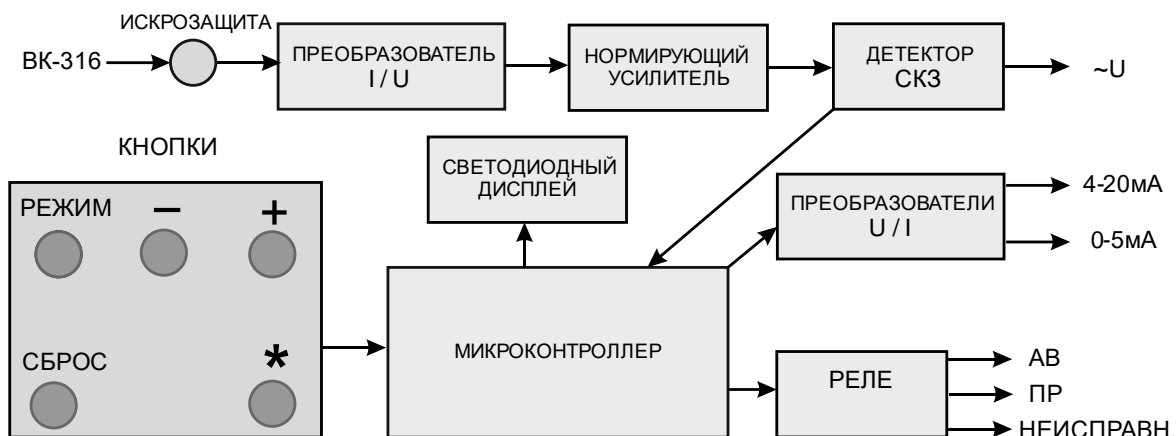 ИСКРОЗАЩИТА
ВК-316
ПРЕОБРАЗОВАТЕЛЬ
I / U
НОРМИРУЮЩИЙ
УСИЛИТЕЛЬ
ДЕТЕКТОР
СКЗ
~U
КНОПКИ
СВЕТОДИОДНЫЙ
ДИСПЛЕЙ
ПРЕОБРАЗОВАТЕЛИ
U / I
4-20мА
0-5мА
РЕЖИМ − +
МИКРОКОНТРОЛЛЕР
СБРОС *
РЕЛЕ
АВ
ПР
НЕИСПРАВН